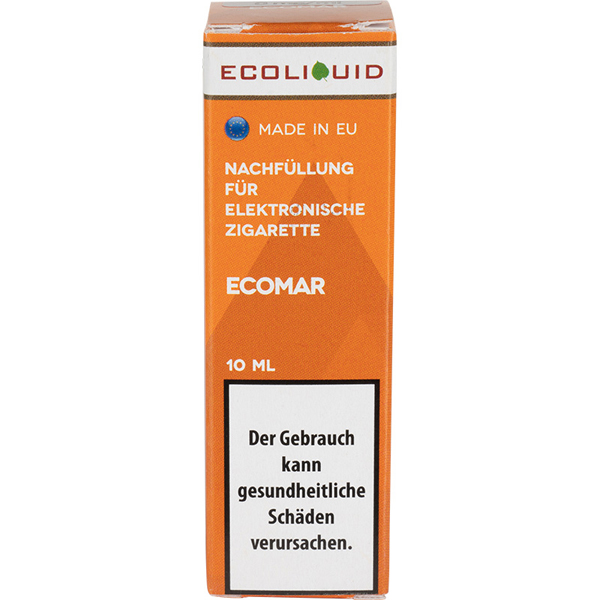 ECOLIQUID
MADE IN EU
NACHFÜLLUNG
FÜR
ELEKTRONISCHE
ZIGARETTE
ECOMAR
10 ML
Der Gebrauch
kann
gesundheitliche
Schäden
verursachen.